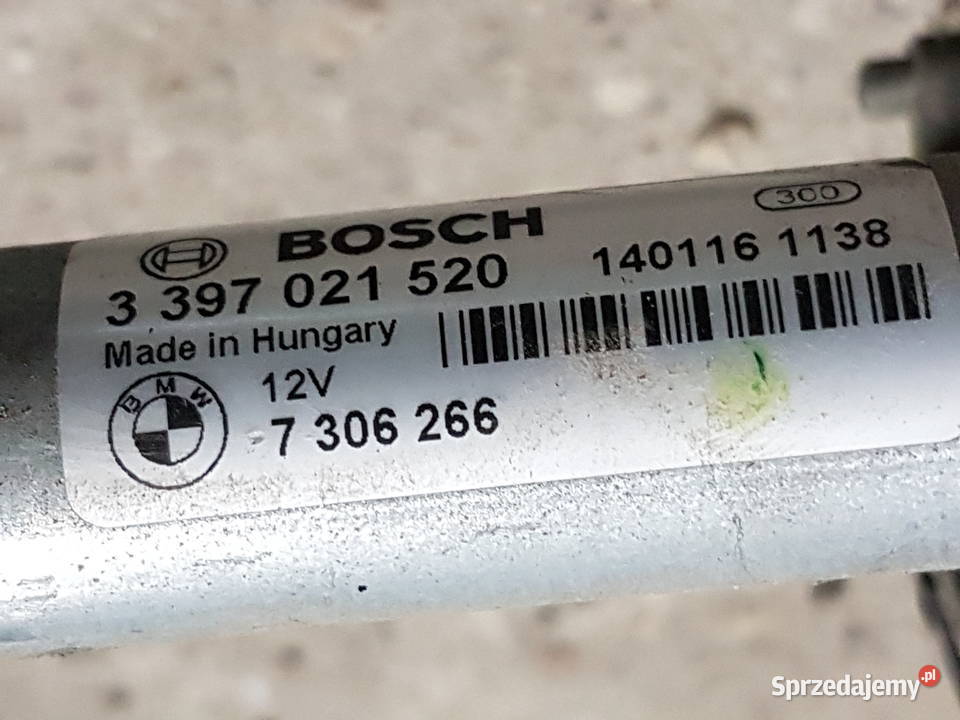 BOSCH
300
3 397 021 520
140116 1138
Made in Hungary
BMW
12V
7 306 266
Sprzedajemy.pl